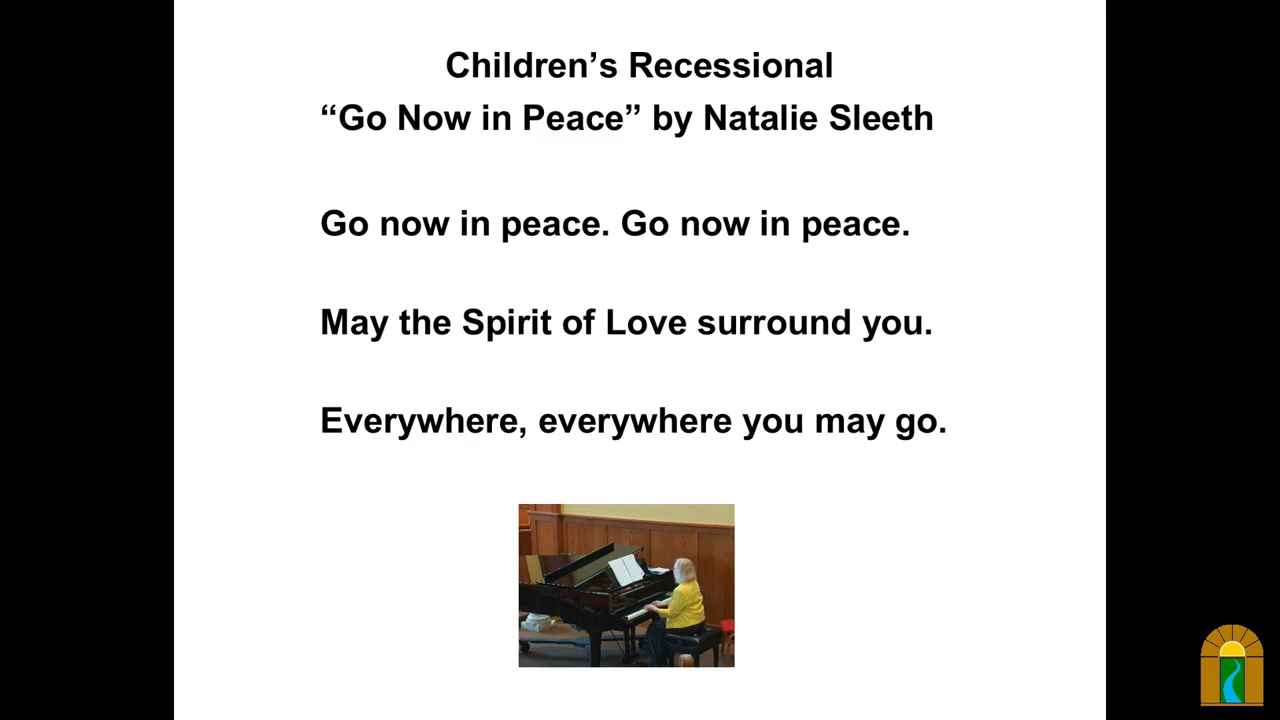 Children’s Recessional
“Go Now in Peace” by Natalie Sleeth
Go now in peace. Go now in peace.
May the Spirit of Love surround you.
Everywhere, everywhere you may go.